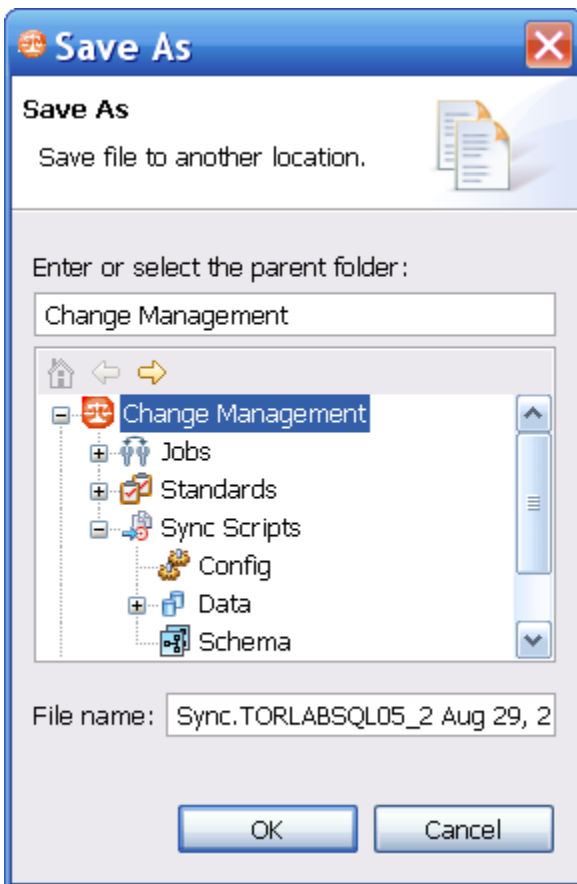 Save As
Save As
Save file to another location.
Enter or select the parent folder:
Change Management
Change Management
Jobs
Standards
Sync Scripts
Config
Data
Schema
File name: Sync.TORLABSQL05_2 Aug 29, 2
OK Cancel